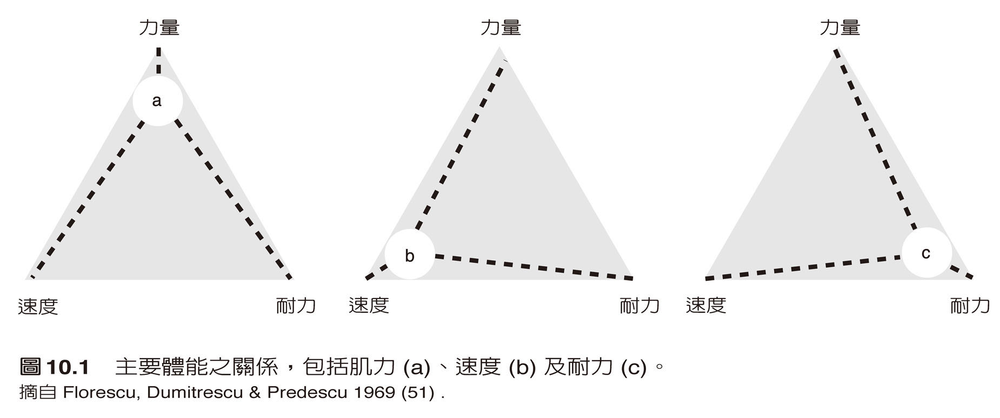 力量
a
速度
耐力
力量
b
速度
耐力
力量
c
速度
耐力
圖 10.1 主要體能之關係，包括肌力 (a)、速度 (b) 及耐力 (c)。
摘自 Florescu, Dumitrescu & Predescu 1969 (51) .